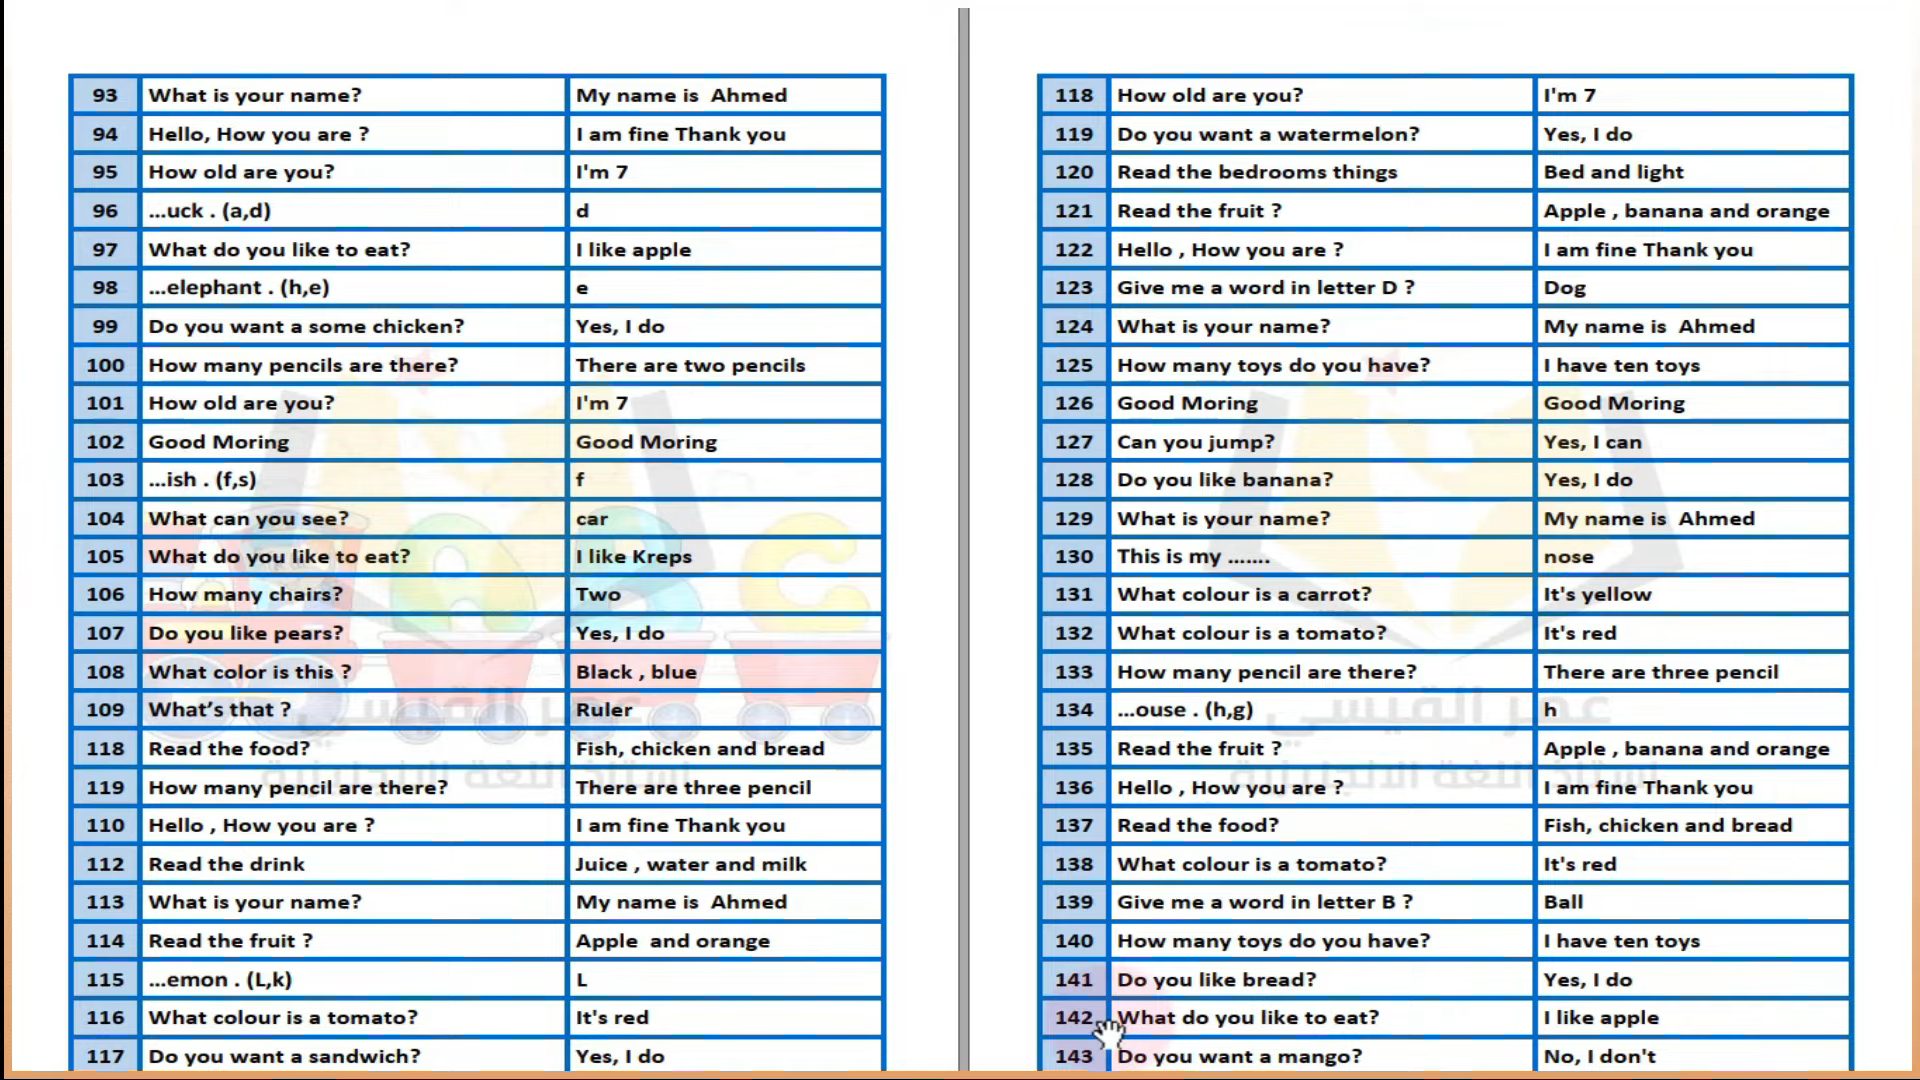 93 What is your name? My name is Ahmed
94 Hello, How you are ? I am fine Thank you
95 How old are you? I'm 7
96 ...uck . (a,d) d
97 What do you like to eat? I like apple
98 ...elephant . (h,e) e
99 Do you want a some chicken? Yes, I do
100 How many pencils are there? There are two pencils
101 How old are you? I'm 7
102 Good Moring Good Moring
103 ...ish . (f,s) f
104 What can you see? car
105 What do you like to eat? I like Kreps
106 How many chairs? Two
107 Do you like pears? Yes, I do
108 What color is this ? Black , blue
109 What's that ? Ruler
118 Read the food? Fish, chicken and bread
119 How many pencil are there? There are three pencil
110 Hello , How you are ? I am fine Thank you
112 Read the drink Juice , water and milk
113 What is your name? My name is Ahmed
114 Read the fruit ? Apple and orange
115 ...emon . (L,k) L
116 What colour is a tomato? It's red
117 Do you want a sandwich? Yes, I do
عمر القيسي
استاذ اللغة الانجليزية
118 How old are you? I'm 7
119 Do you want a watermelon? Yes, I do
120 Read the bedrooms things Bed and light
121 Read the fruit ? Apple , banana and orange
122 Hello , How you are ? I am fine Thank you
123 Give me a word in letter D ? Dog
124 What is your name? My name is Ahmed
125 How many toys do you have? I have ten toys
126 Good Moring Good Moring
127 Can you jump? Yes, I can
128 Do you like banana? Yes, I do
129 What is your name? My name is Ahmed
130 This is my ....... nose
131 What colour is a carrot? It's yellow
132 What colour is a tomato? It's red
133 How many pencil are there? There are three pencil
134 ...ouse . (h,g) h
135 Read the fruit ? Apple , banana and orange
136 Hello , How you are ? I am fine Thank you
137 Read the food? Fish, chicken and bread
138 What colour is a tomato? It's red
139 Give me a word in letter B ? Ball
140 How many toys do you have? I have ten toys
141 Do you like bread? Yes, I do
142 What do you like to eat? I like apple
143 Do you want a mango? No, I don't
عمر القيسي
استاذ اللغة الانجليزية